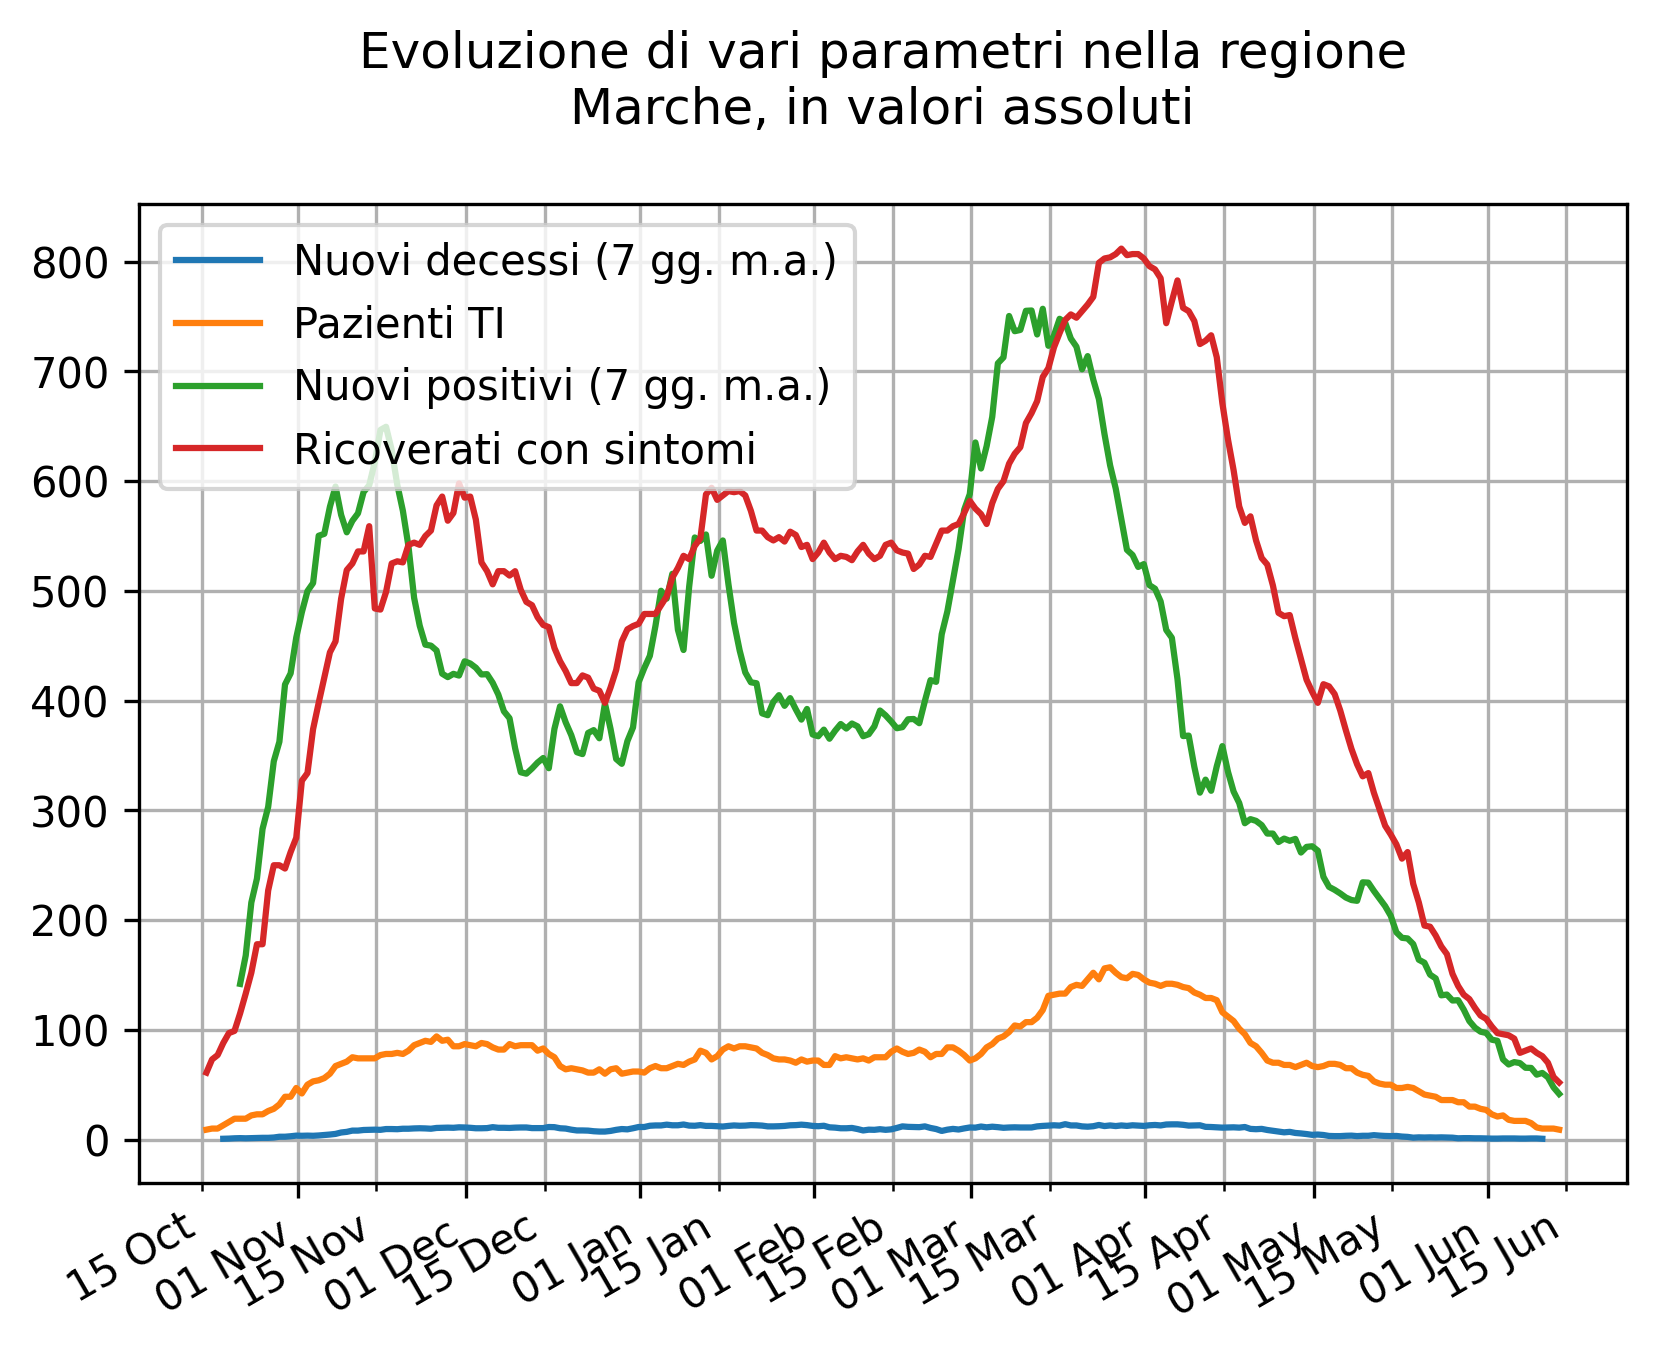 Evoluzione di vari parametri nella regione
Marche, in valori assoluti
Nuovi decessi (7 gg. m.a.)
Pazienti TI
Nuovi positivi (7 gg. m.a.)
Ricoverati con sintomi
800
700
600
500
400
300
200
100
0
15 Oct
01 Nov
15 Nov
01 Dec
15 Dec
01 Jan
15 Jan
01 Feb
15 Feb
01 Mar
15 Mar
01 Apr
15 Apr
01 May
15 May
01 Jun
15 Jun